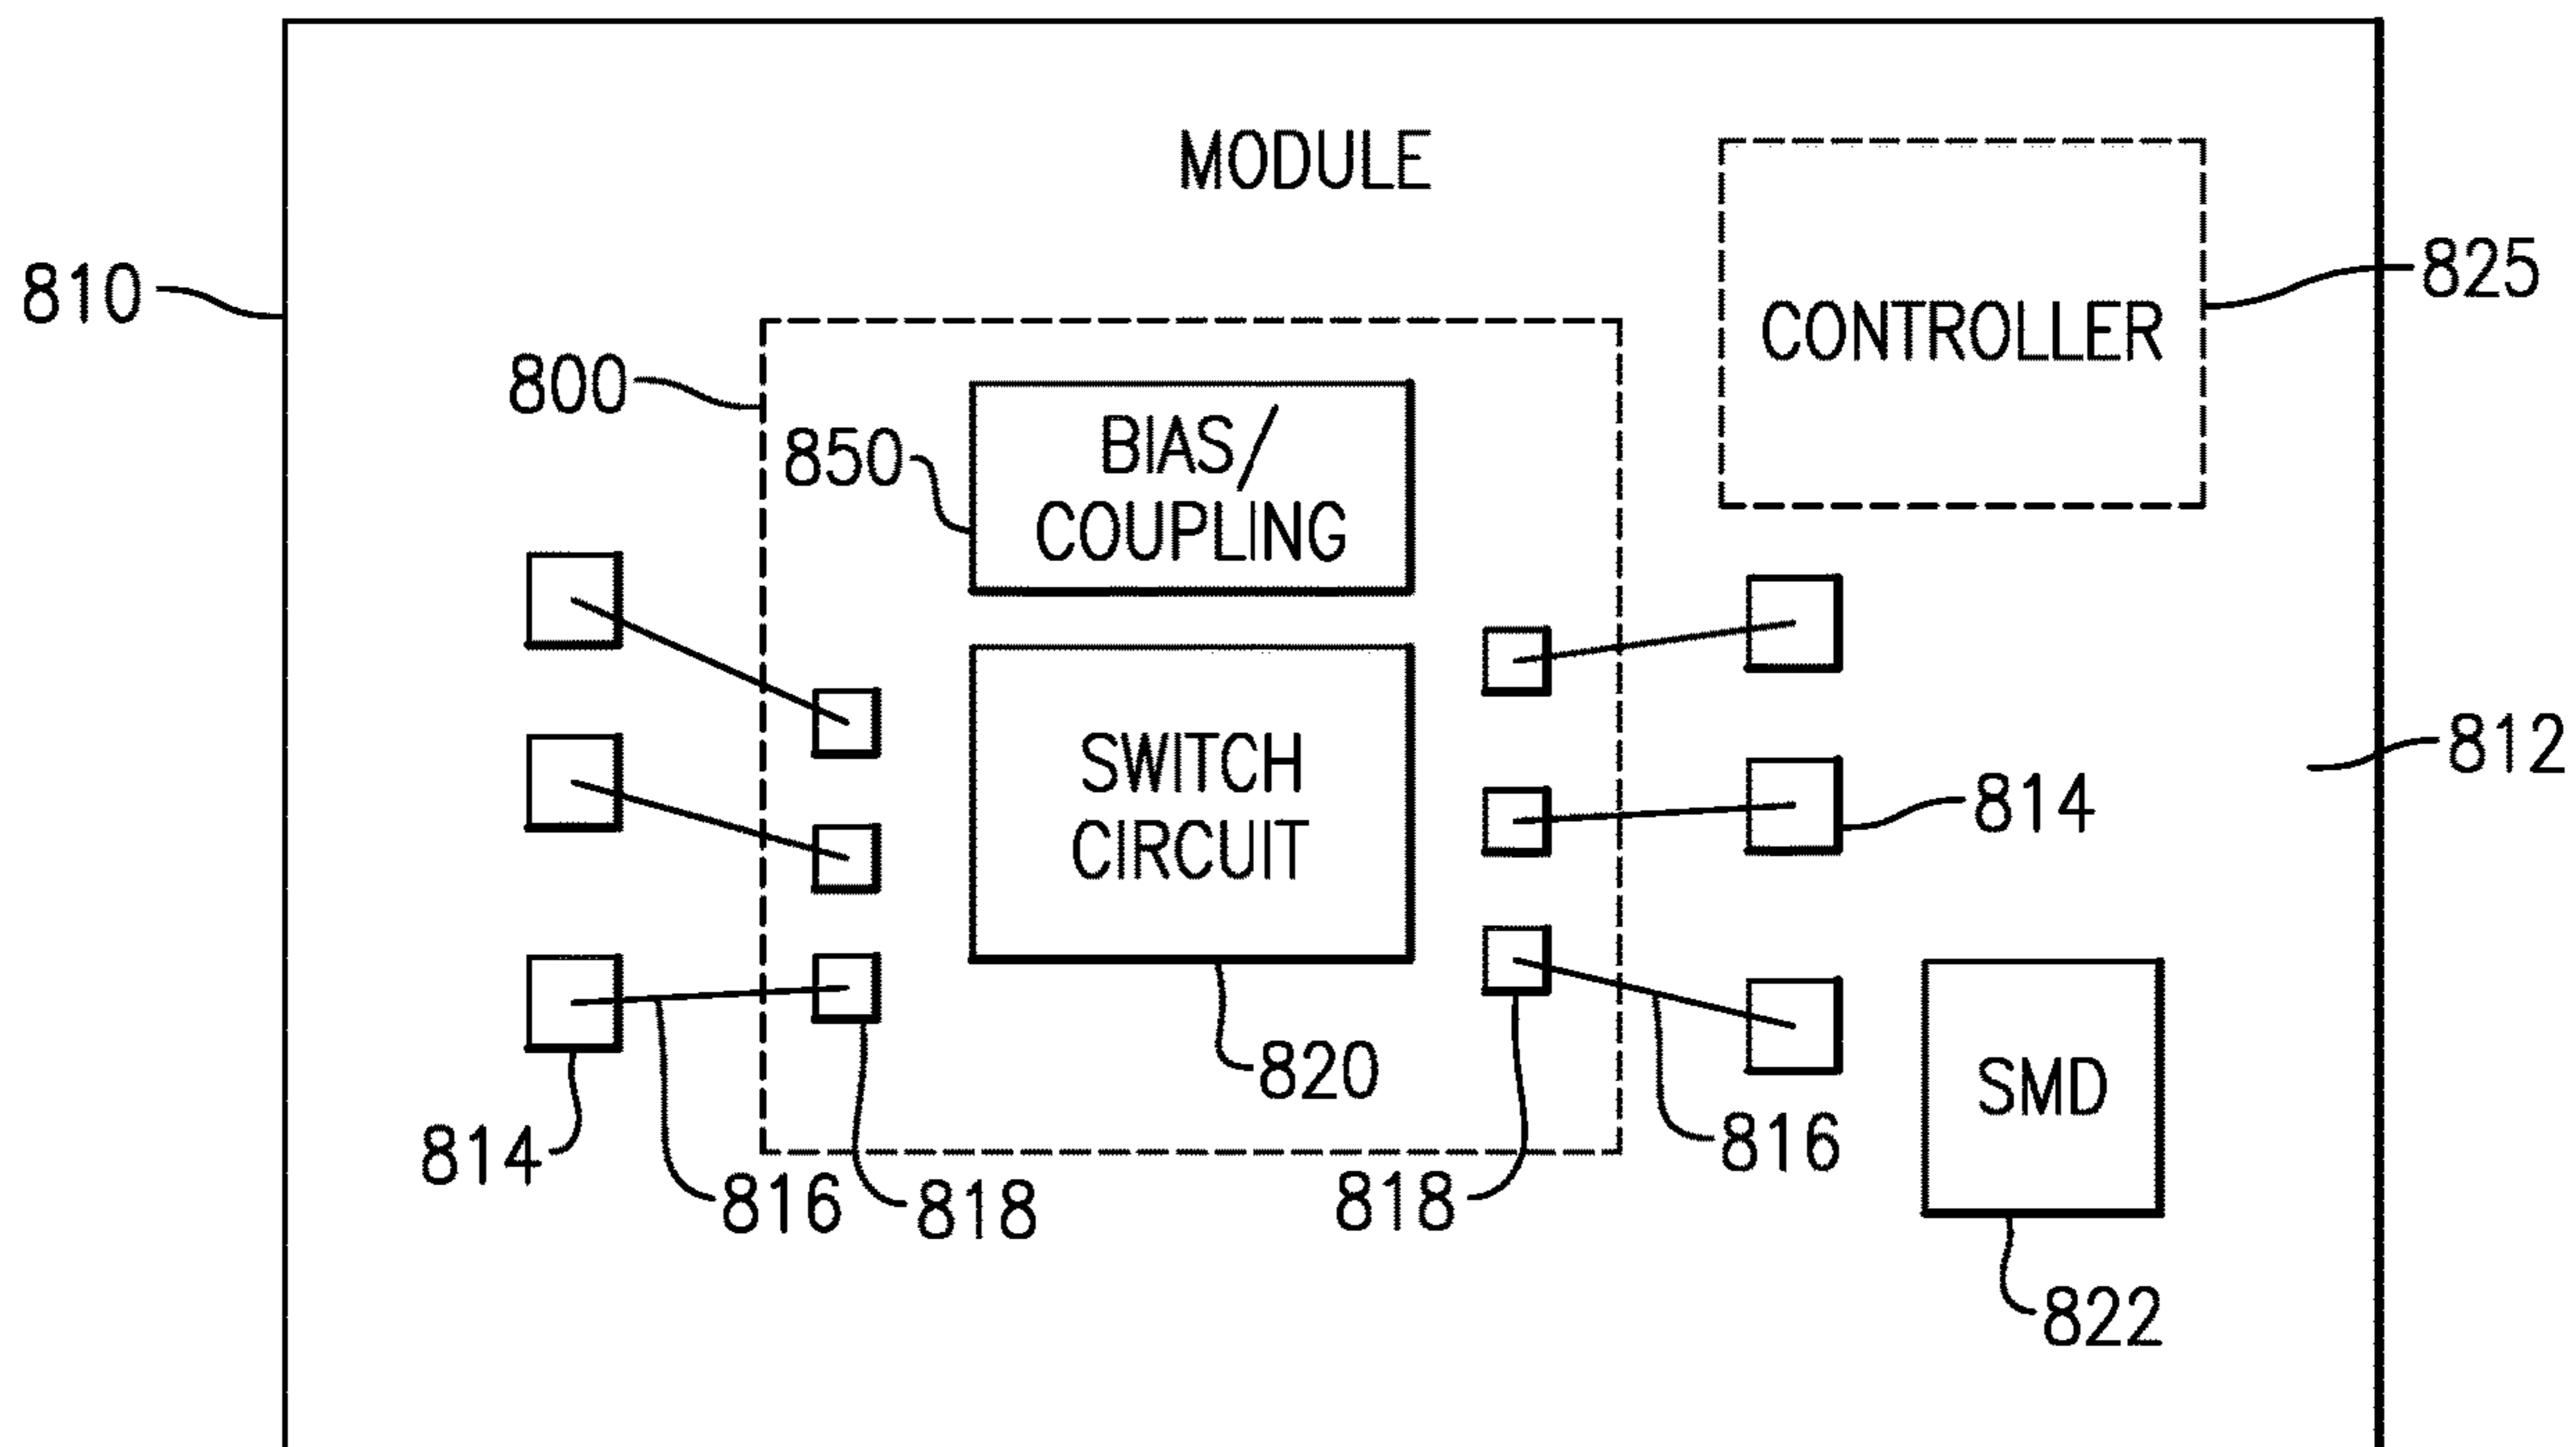 MODULE
810
825
CONTROLLER
800
850
BIAS/
COUPLING
812
SWITCH
CIRCUIT
814
820
SMD
814
816
818
818
816
822